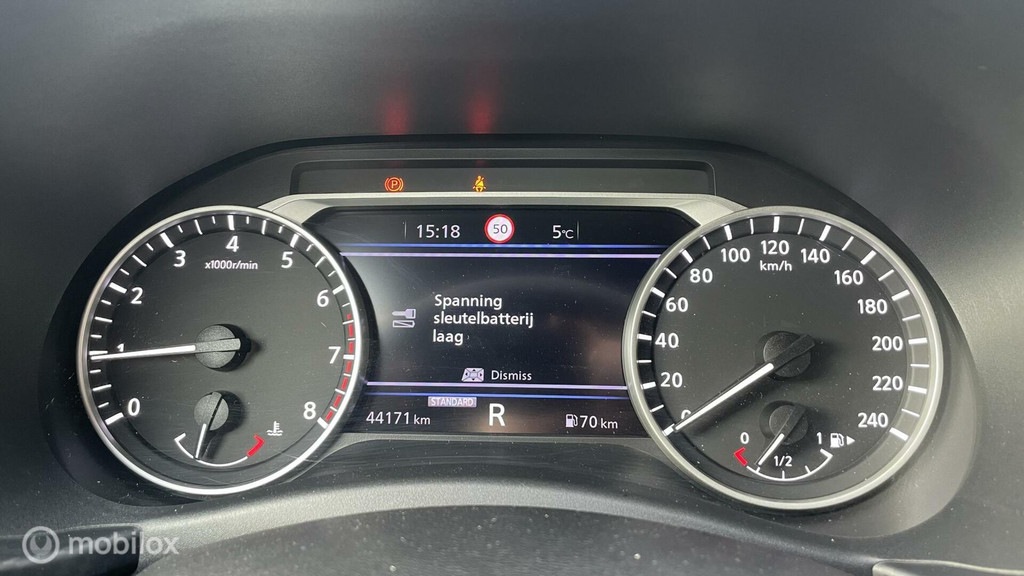 P
15:18 50 5°C
4
3 x1000r/min 5
2 6
1 7
0 8
100 120 140
km/h
80 160
60 180
40 200
20 220
0 240
0 1
1/2
Spanning
sleutelbatterij
laag
Dismiss
STANDARD
44171 km R 70 km
mobilox